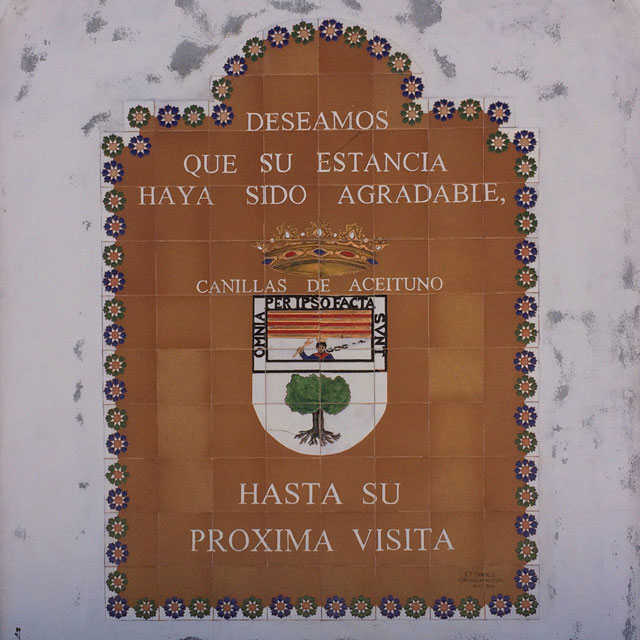 DESEAMOS
QUE SU ESTANCIA
HAYA SIDO AGRADABLE,
CANILLAS DE ACEITUNO
OMNIA PER IPSO FACTA SVNT
HASTA SU
PROXIMA VISITA